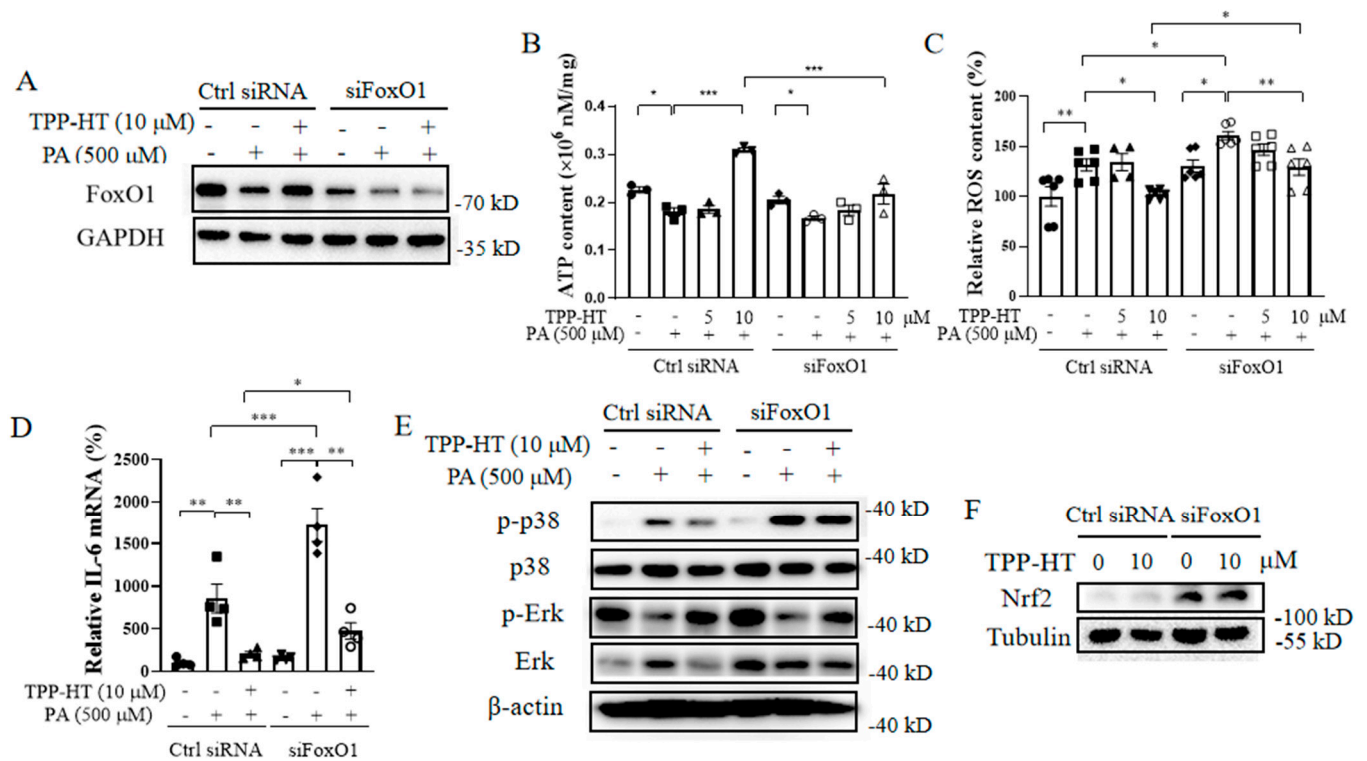 A
Ctrl siRNA siFoxO1
TPP-HT (10 μM) - - + - - +
PA (500 μM) - + + - + +
FoxO1
-70 kD
GAPDH
-35 kD
B
ATP content (×10⁶ nM/mg)
0.4
0.3
0.2
0.1
0.0
* *** * ***
TPP-HT - - 5 10 - - 5 10 μM
PA (500 μM) - + + + - + + +
Ctrl siRNA siFoxO1
C
Relative ROS content (%)
200
150
100
50
0
*
*
** * * **
TPP-HT - - 5 10 - - 5 10 μM
PA (500 μM) - + + + - + + +
Ctrl siRNA siFoxO1
D
Relative IL-6 mRNA (%)
2500
2000
1500
1000
500
0
*
***
** ** *** **
TPP-HT (10 μM) - - + - - +
PA (500 μM) - + + - + +
Ctrl siRNA siFoxO1
E
Ctrl siRNA siFoxO1
TPP-HT (10 μM) - - + - - +
PA (500 μM) - + + - + +
p-p38
-40 kD
p38
-40 kD
p-Erk
-40 kD
Erk
-40 kD
β-actin
-40 kD
F
Ctrl siRNA siFoxO1
TPP-HT 0 10 0 10 μM
Nrf2
-100 kD
Tubulin
-55 kD